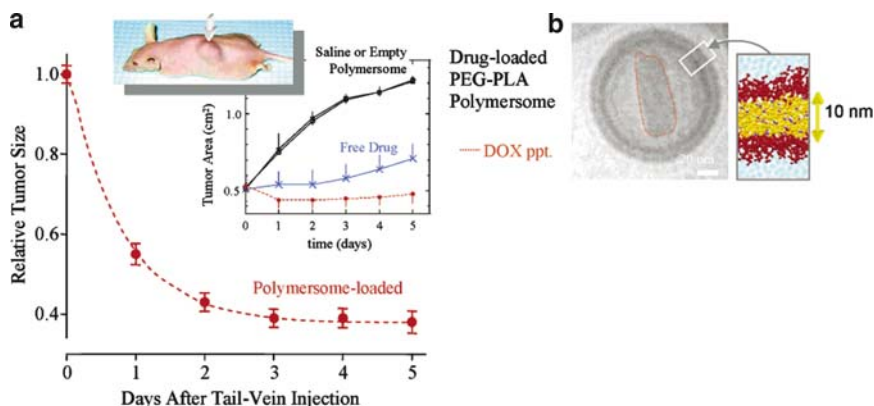 a
Relative Tumor Size
1.0
0.8
0.6
0.4
0
1
2
3
4
5
Days After Tail-Vein Injection
Polymersome-loaded
Saline or Empty
Polymersome
Tumor Area (cm²)
1.0
0.5
Free Drug
0
1
2
3
4
5
time (days)
Drug-loaded
PEG-PLA
Polymersome
DOX ppt.
b
10 nm